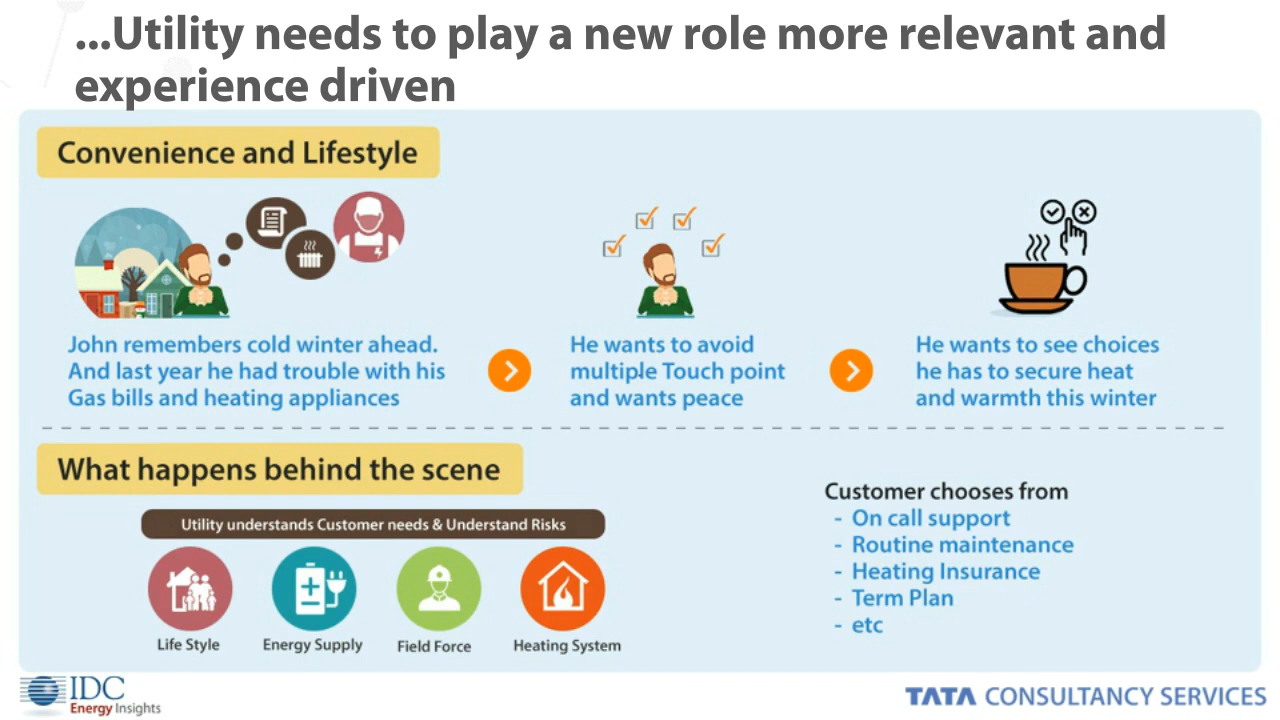 ...Utility needs to play a new role more relevant and
experience driven
Convenience and Lifestyle
John remembers cold winter ahead.
And last year he had trouble with his
Gas bills and heating appliances
He wants to avoid
multiple Touch point
and wants peace
He wants to see choices
he has to secure heat
and warmth this winter
What happens behind the scene
Utility understands Customer needs & Understand Risks
Life Style
Energy Supply
Field Force
Heating System
Customer chooses from
- On call support
- Routine maintenance
- Heating Insurance
- Term Plan
- etc
IDC
Energy Insights
TATA CONSULTANCY SERVICES